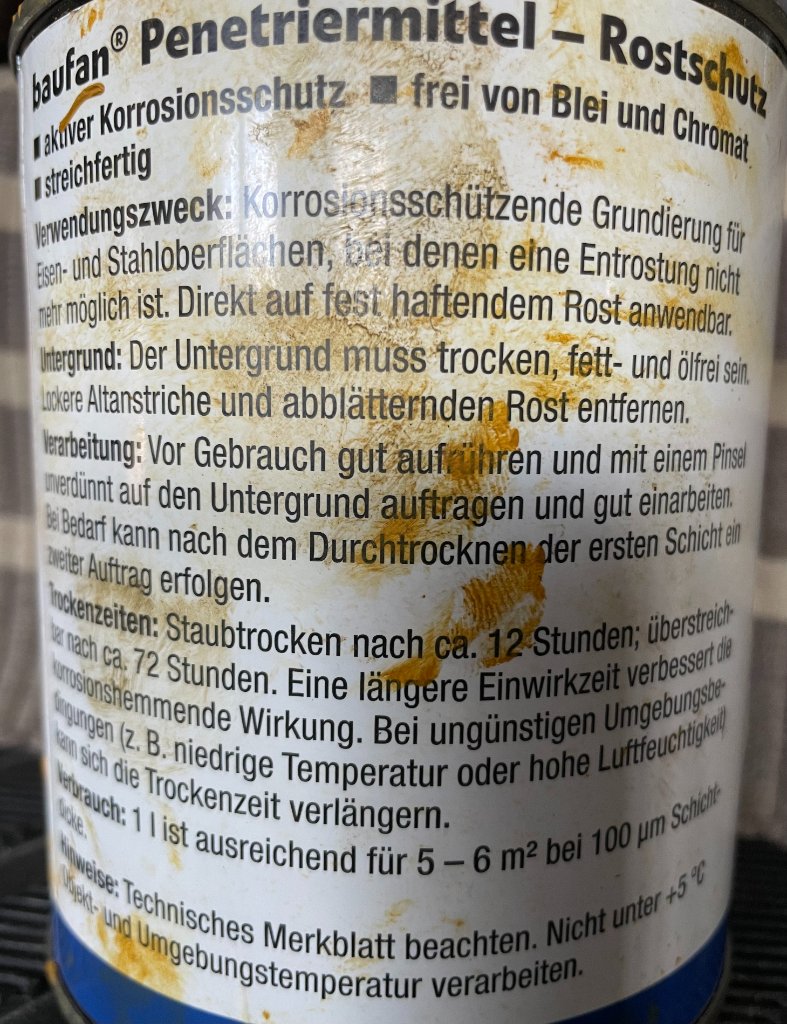 baufan® Penetriermittel – Rostschutz
■ aktiver Korrosionsschutz ■ frei von Blei und Chromat
■ streichfertig
Verwendungszweck: Korrosionsschützende Grundierung für
Eisen- und Stahloberflächen, bei denen eine Entrostung nicht
mehr möglich ist. Direkt auf fest haftendem Rost anwendbar.
Untergrund: Der Untergrund muss trocken, fett- und ölfrei sein.
Lockere Altanstriche und abblätternden Rost entfernen.
Verarbeitung: Vor Gebrauch gut aufrühren und mit einem Pinsel
unverdünnt auf den Untergrund auftragen und gut einarbeiten.
Bei Bedarf kann nach dem Durchtrocknen der ersten Schicht ein
zweiter Auftrag erfolgen.
Trockenzeiten: Staubtrocken nach ca. 12 Stunden; überstreich-
bar nach ca. 72 Stunden. Eine längere Einwirkzeit verbessert die
korrosionshemmende Wirkung. Bei ungünstigen Umgebungsbe-
dingungen (z. B. niedrige Temperatur oder hohe Luftfeuchtigkeit)
kann sich die Trockenzeit verlängern.
Verbrauch: 1 l ist ausreichend für 5 – 6 m² bei 100 µm Schicht-
dicke.
Hinweise: Technisches Merkblatt beachten. Nicht unter +5 °C
Objekt- und Umgebungstemperatur verarbeiten.